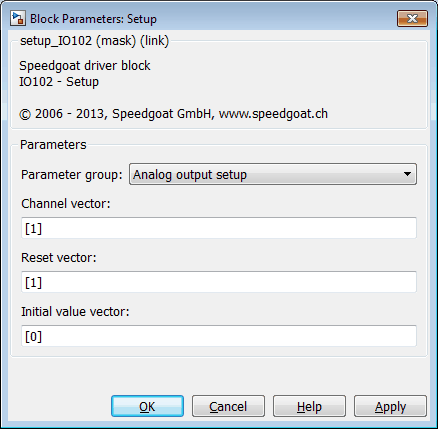 Block Parameters: Setup
setup_IO102 (mask) (link)
Speedgoat driver block
IO102 - Setup
© 2006 - 2013, Speedgoat GmbH, www.speedgoat.ch
Parameters
Parameter group: Analog output setup
Channel vector:
[1]
Reset vector:
[1]
Initial value vector:
[0]
OK Cancel Help Apply